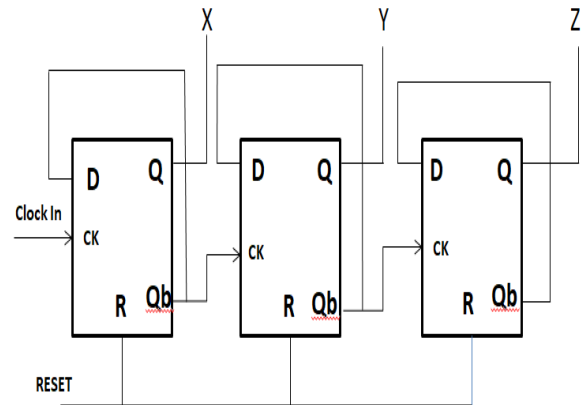 X Y Z
D Q D Q D Q
Clock In
CK CK CK
R Qb R Qb R Qb
RESET